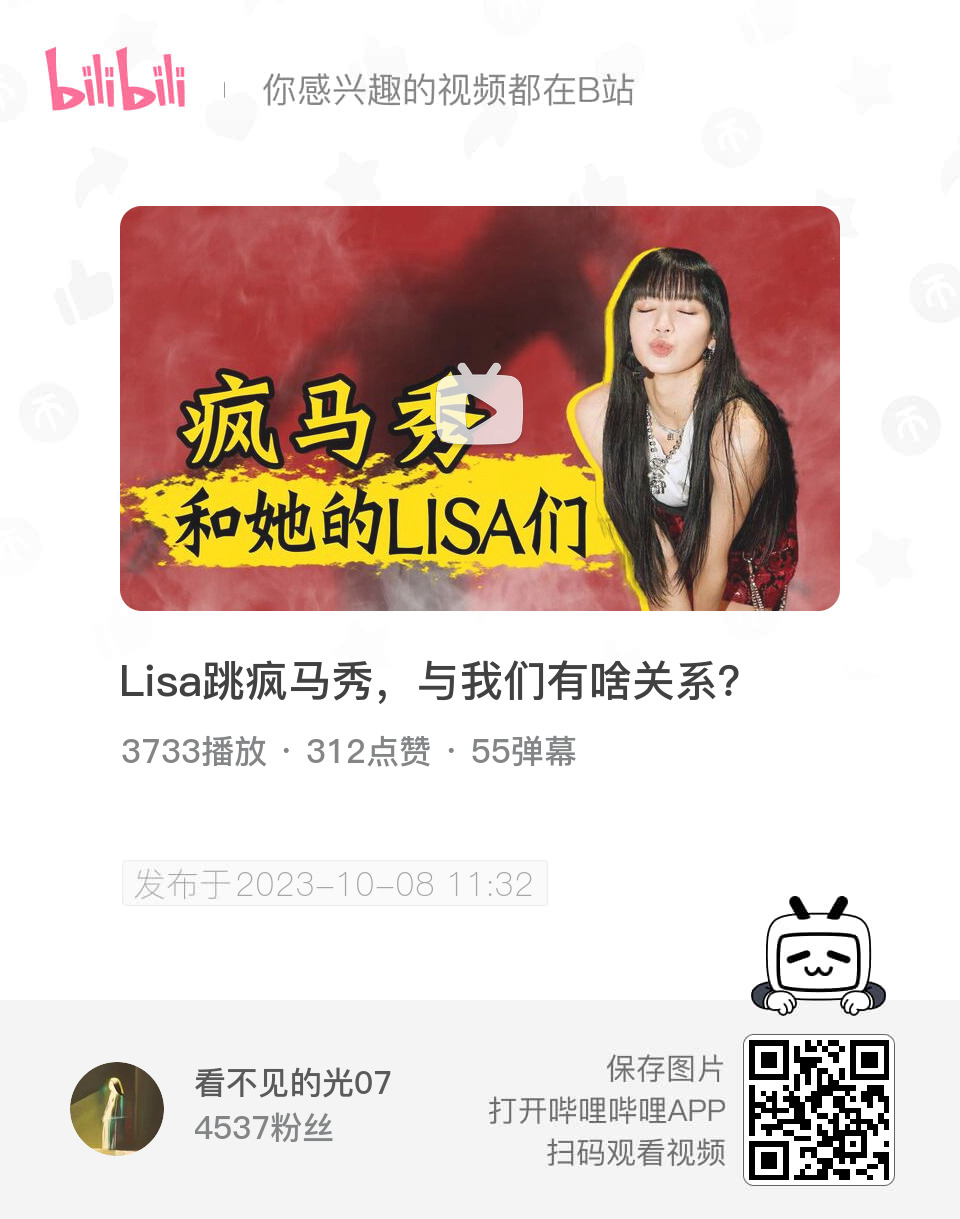 bilibili
你感兴趣的视频都在B站
疯马秀
和她的LISA们
Lisa跳疯马秀，与我们有啥关系？
3733播放 · 312点赞 · 55弹幕
发布于2023-10-08 11:32
看不见的光07
4537粉丝
保存图片
打开哔哩哔哩APP
扫码观看视频